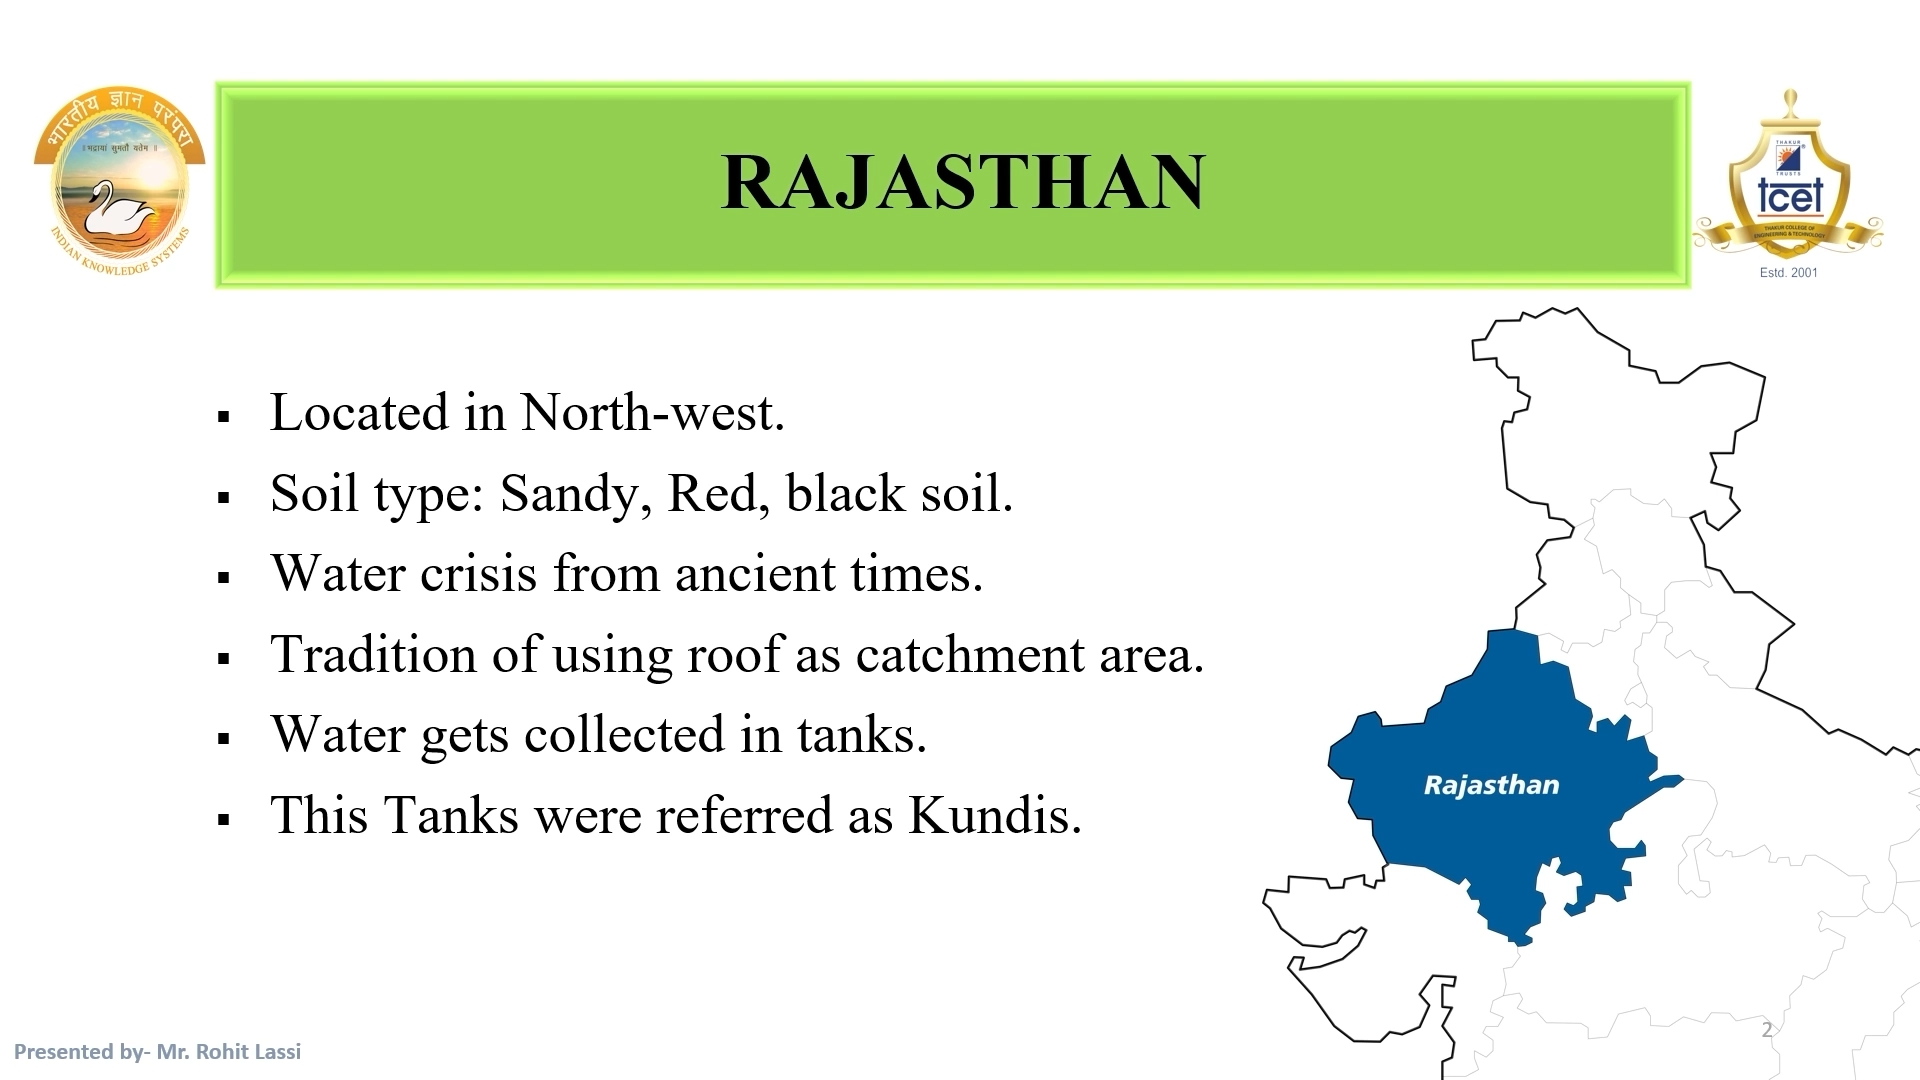 भारतीय ज्ञान परंपरा
INDIAN KNOWLEDGE SYSTEMS
RAJASTHAN
THAKUR
TRUSTS
tcet
THAKUR COLLEGE OF
ENGINEERING & TECHNOLOGY
Estd. 2001
▪ Located in North-west.
▪ Soil type: Sandy, Red, black soil.
▪ Water crisis from ancient times.
▪ Tradition of using roof as catchment area.
▪ Water gets collected in tanks.
▪ This Tanks were referred as Kundis.
Rajasthan
Presented by- Mr. Rohit Lassi
2